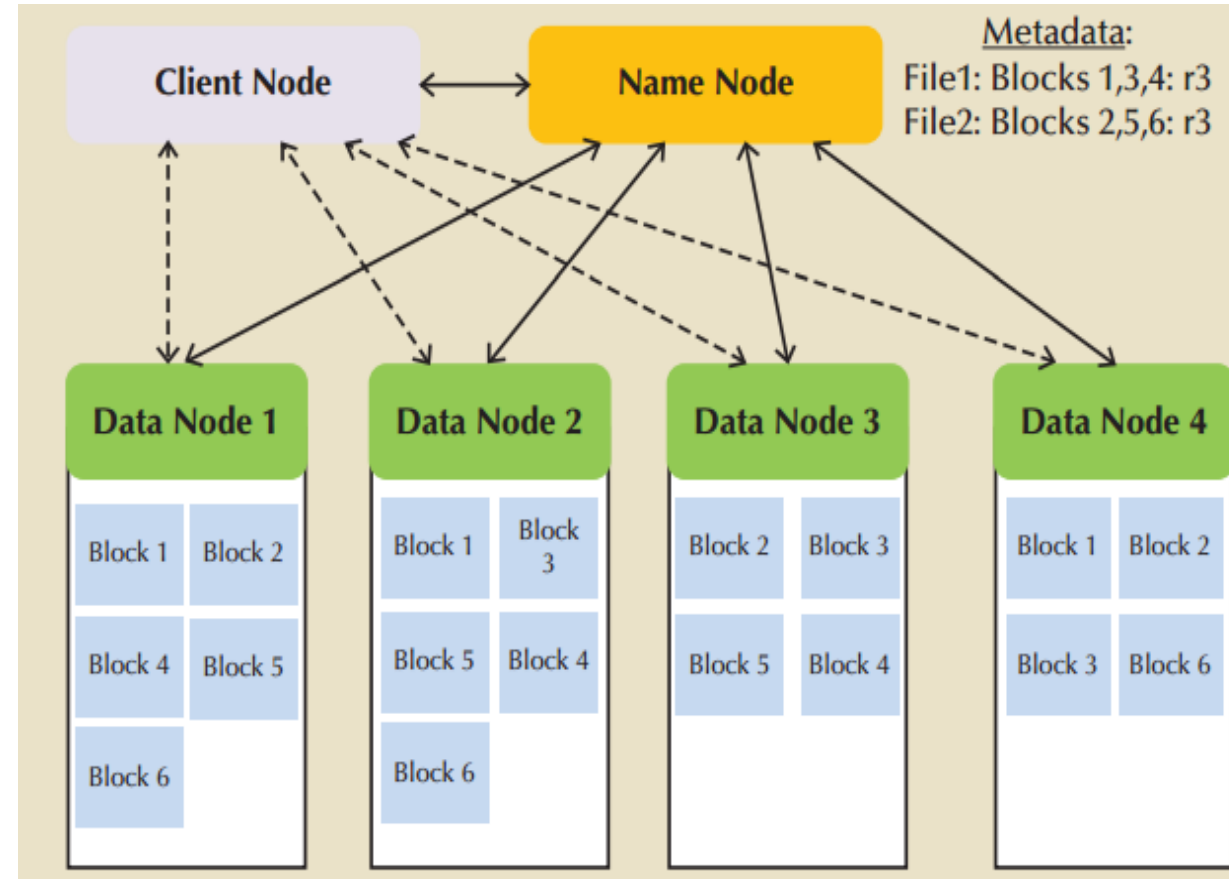 Client Node
Name Node
Metadata:
File1: Blocks 1,3,4: r3
File2: Blocks 2,5,6: r3
Data Node 1
Data Node 2
Data Node 3
Data Node 4
Block 1
Block 2
Block 4
Block 5
Block 6
Block 1
Block
3
Block 5
Block 4
Block 6
Block 2
Block 3
Block 5
Block 4
Block 1
Block 2
Block 3
Block 6